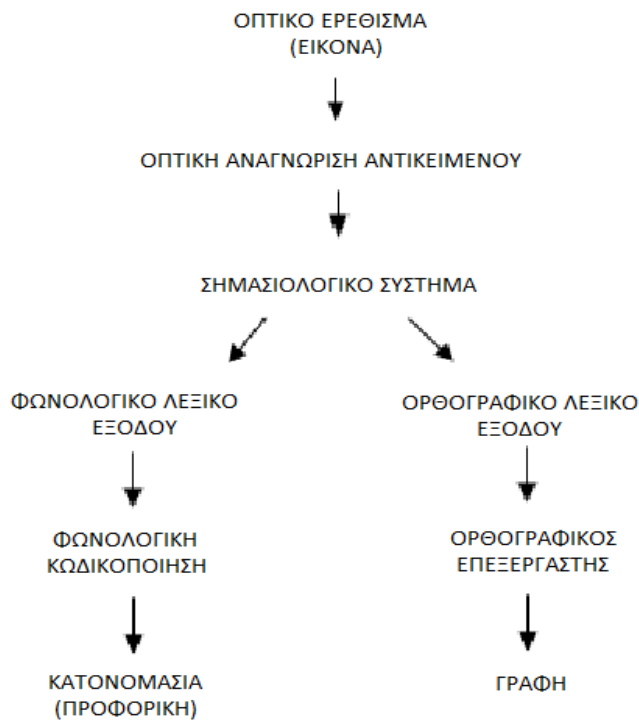 ΟΠΤΙΚΟ ΕΡΕΘΙΣΜΑ
(ΕΙΚΟΝΑ)
ΟΠΤΙΚΗ ΑΝΑΓΝΩΡΙΣΗ ΑΝΤΙΚΕΙΜΕΝΟΥ
ΣΗΜΑΣΙΟΛΟΓΙΚΟ ΣΥΣΤΗΜΑ
ΦΩΝΟΛΟΓΙΚΟ ΛΕΞΙΚΟ
ΕΞΟΔΟΥ
ΟΡΘΟΓΡΑΦΙΚΟ ΛΕΞΙΚΟ
ΕΞΟΔΟΥ
ΦΩΝΟΛΟΓΙΚΗ
ΚΩΔΙΚΟΠΟΙΗΣΗ
ΟΡΘΟΓΡΑΦΙΚΟΣ
ΕΠΕΞΕΡΓΑΣΤΗΣ
ΚΑΤΟΝΟΜΑΣΙΑ
(ΠΡΟΦΟΡΙΚΗ)
ΓΡΑΦΗ